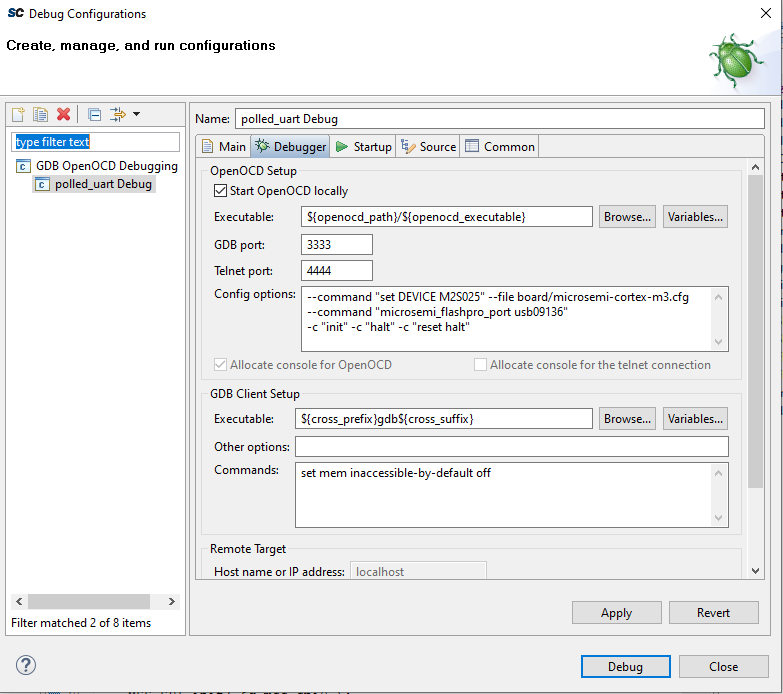 SC Debug Configurations
Create, manage, and run configurations
type filter text
GDB OpenOCD Debugging
polled_uart Debug
Filter matched 2 of 8 items
Name: polled_uart Debug
Main Debugger Startup Source Common
OpenOCD Setup
Start OpenOCD locally
Executable: ${openocd_path}/${openocd_executable} Browse... Variables...
GDB port: 3333
Telnet port: 4444
Config options: --command "set DEVICE M2S025" --file board/microsemi-cortex-m3.cfg
--command "microsemi_flashpro_port usb09136"
-c "init" -c "halt" -c "reset halt"
Allocate console for OpenOCD Allocate console for the telnet connection
GDB Client Setup
Executable: ${cross_prefix}gdb${cross_suffix} Browse... Variables...
Other options:
Commands: set mem inaccessible-by-default off
Remote Target
Host name or IP address: localhost
Apply Revert
? Debug Close